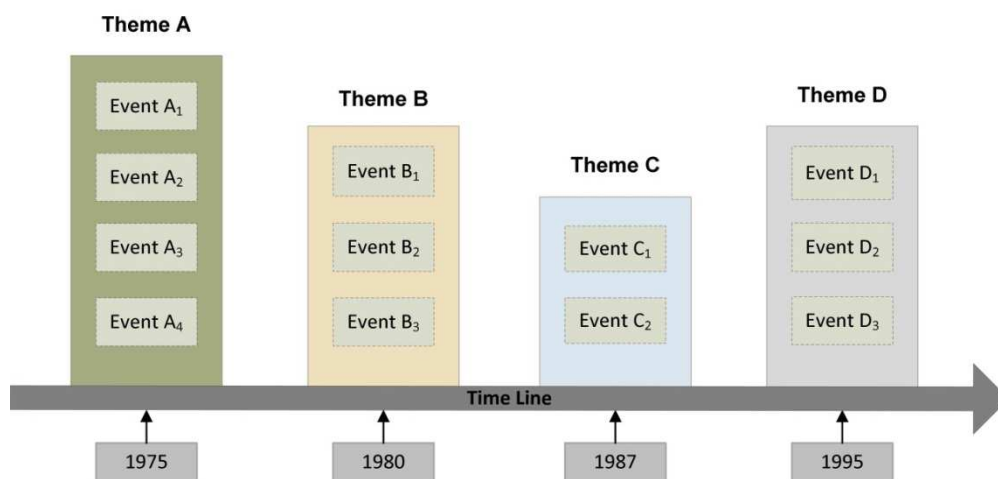 Theme A
Event A₁
Event A₂
Event A₃
Event A₄
Theme B
Event B₁
Event B₂
Event B₃
Theme C
Event C₁
Event C₂
Theme D
Event D₁
Event D₂
Event D₃
Time Line
1975
1980
1987
1995